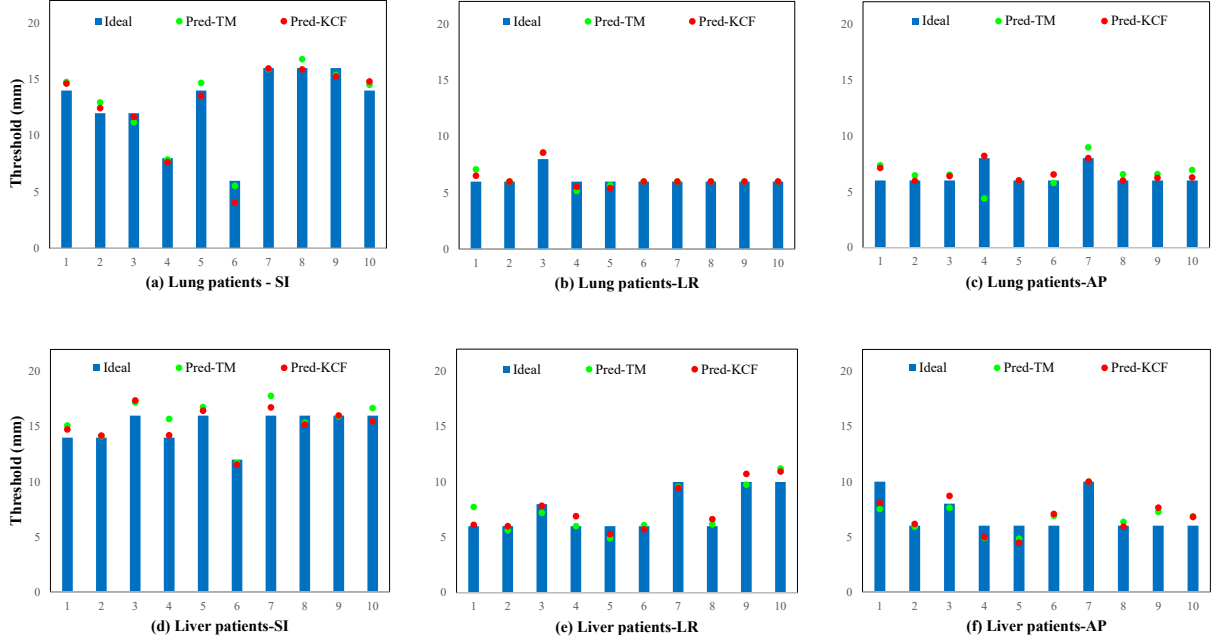 Ideal Pred-TM Pred-KCF
Threshold (mm)
20
15
10
5
0
1 2 3 4 5 6 7 8 9 10
(a) Lung patients - SI
Ideal Pred-TM Pred-KCF
20
15
10
5
0
1 2 3 4 5 6 7 8 9 10
(b) Lung patients-LR
Ideal Pred-TM Pred-KCF
20
15
10
5
0
1 2 3 4 5 6 7 8 9 10
(c) Lung patients-AP
Ideal Pred-TM Pred-KCF
Threshold (mm)
20
15
10
5
0
1 2 3 4 5 6 7 8 9 10
(d) Liver patients-SI
Ideal Pred-TM Pred-KCF
20
15
10
5
0
1 2 3 4 5 6 7 8 9 10
(e) Liver patients-LR
Ideal Pred-TM Pred-KCF
20
15
10
5
0
1 2 3 4 5 6 7 8 9 10
(f) Liver patients-AP